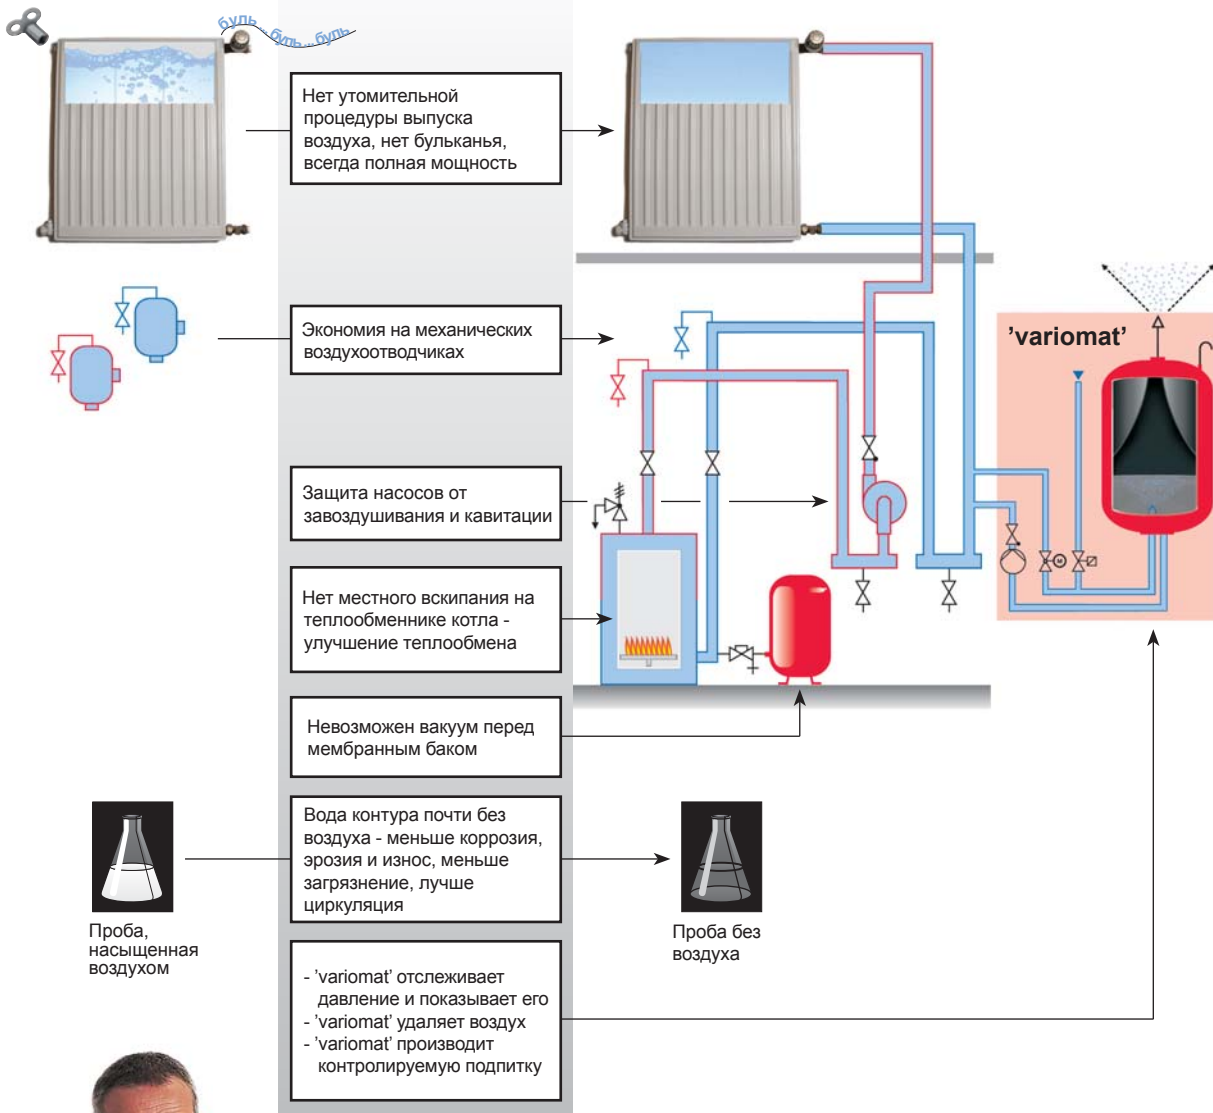 буль... буль... буль
Нет утомительной
процедуры выпуска
воздуха, нет бульканья,
всегда полная мощность
Экономия на механических
воздухоотводчиках
'variomat'
Защита насосов от
завоздушивания и кавитации
M
Нет местного вскипания на
теплообменнике котла -
улучшение теплообмена
Невозможен вакуум перед
мембранным баком
Вода контура почти без
воздуха - меньше коррозия,
эрозия и износ, меньше
загрязнение, лучше
циркуляция
Проба,
насыщенная
воздухом
Проба без
воздуха
- 'variomat' отслеживает
давление и показывает его
- 'variomat' удаляет воздух
- 'variomat' производит
контролируемую подпитку